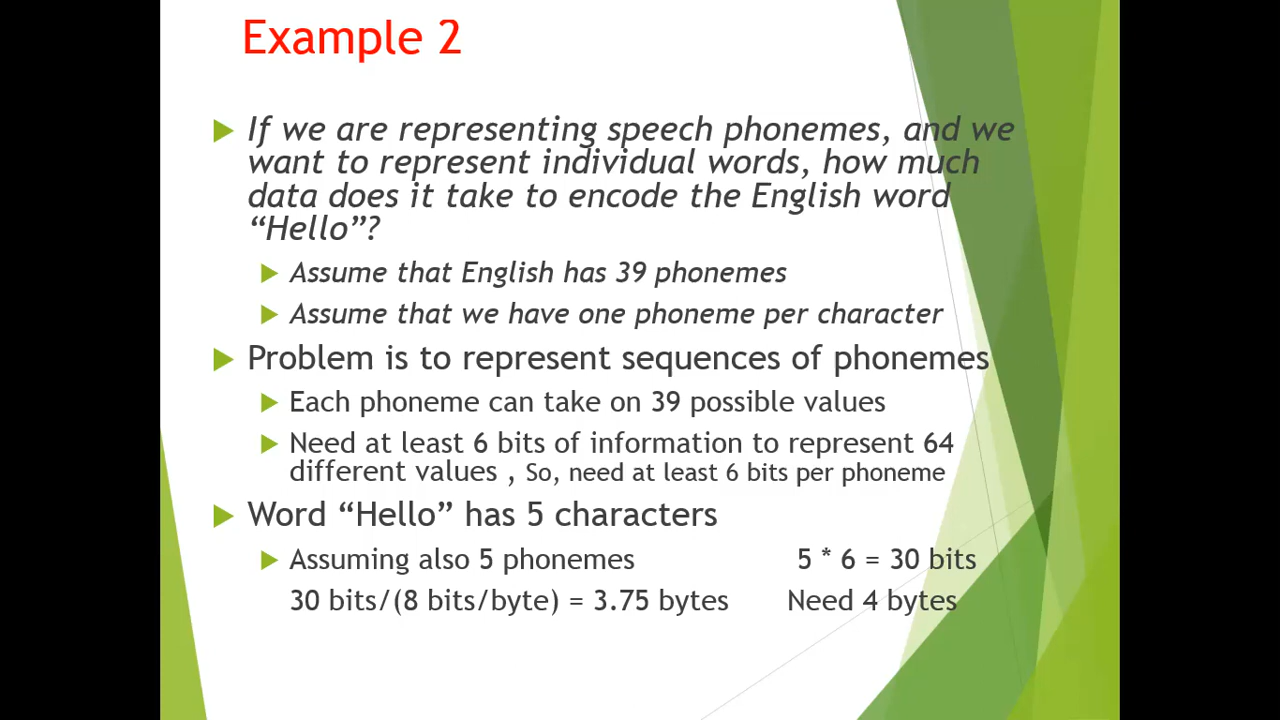 Example 2
If we are representing speech phonemes, and we
want to represent individual words, how much
data does it take to encode the English word
“Hello”?
Assume that English has 39 phonemes
Assume that we have one phoneme per character
Problem is to represent sequences of phonemes
Each phoneme can take on 39 possible values
Need at least 6 bits of information to represent 64
different values , So, need at least 6 bits per phoneme
Word “Hello” has 5 characters
Assuming also 5 phonemes 5 * 6 = 30 bits
30 bits/(8 bits/byte) = 3.75 bytes Need 4 bytes